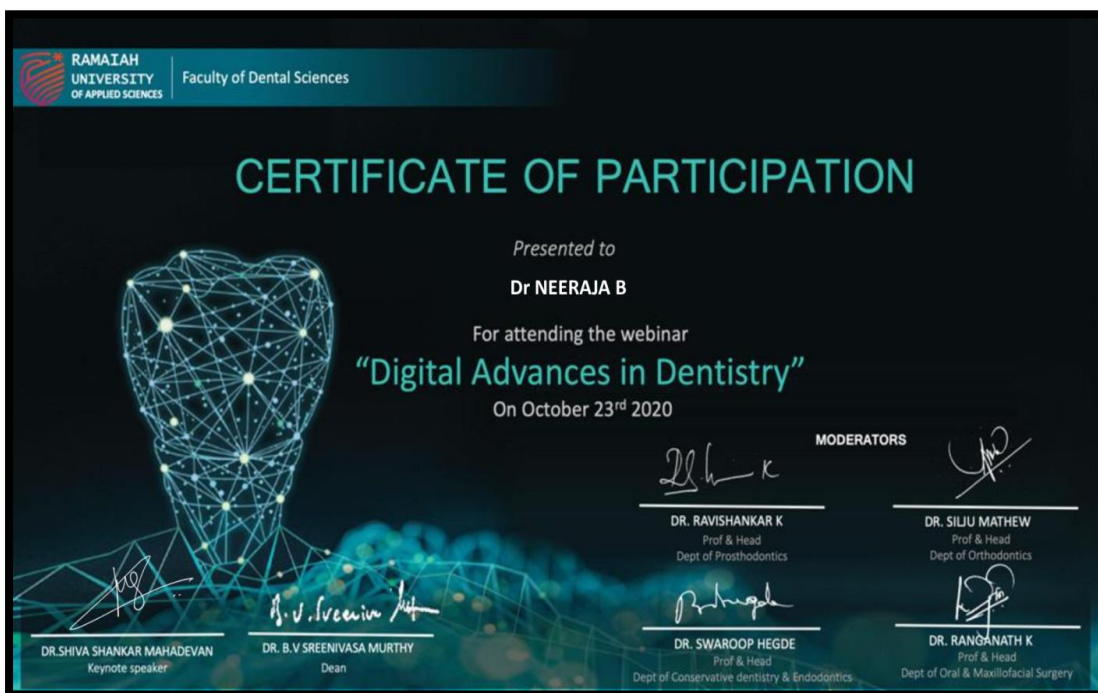 RAMAIAH
UNIVERSITY
OF APPLIED SCIENCES
Faculty of Dental Sciences
CERTIFICATE OF PARTICIPATION
Presented to
Dr NEERAJA B
For attending the webinar
“Digital Advances in Dentistry”
On October 23rd 2020
MODERATORS
DR. RAVISHANKAR K
Prof & Head
Dept of Prosthodontics
DR. SILJU MATHEW
Prof & Head
Dept of Orthodontics
DR.SHIVA SHANKAR MAHADEVAN
Keynote speaker
DR. B.V SREENIVASA MURTHY
Dean
DR. SWAROOP HEGDE
Prof & Head
Dept of Conservative dentistry & Endodontics
DR. RANGANATH K
Prof & Head
Dept of Oral & Maxillofacial Surgery